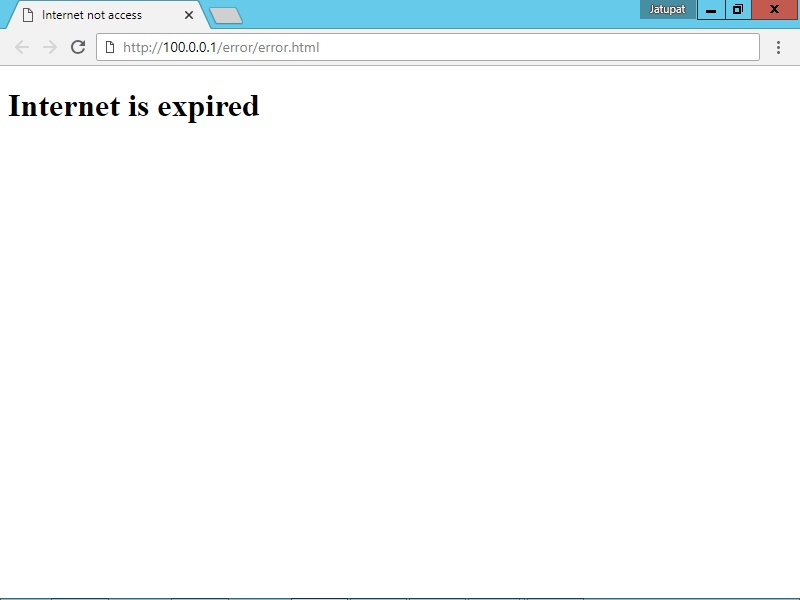 Internet not access
Jatupat
http://100.0.0.1/error/error.html
Internet is expired